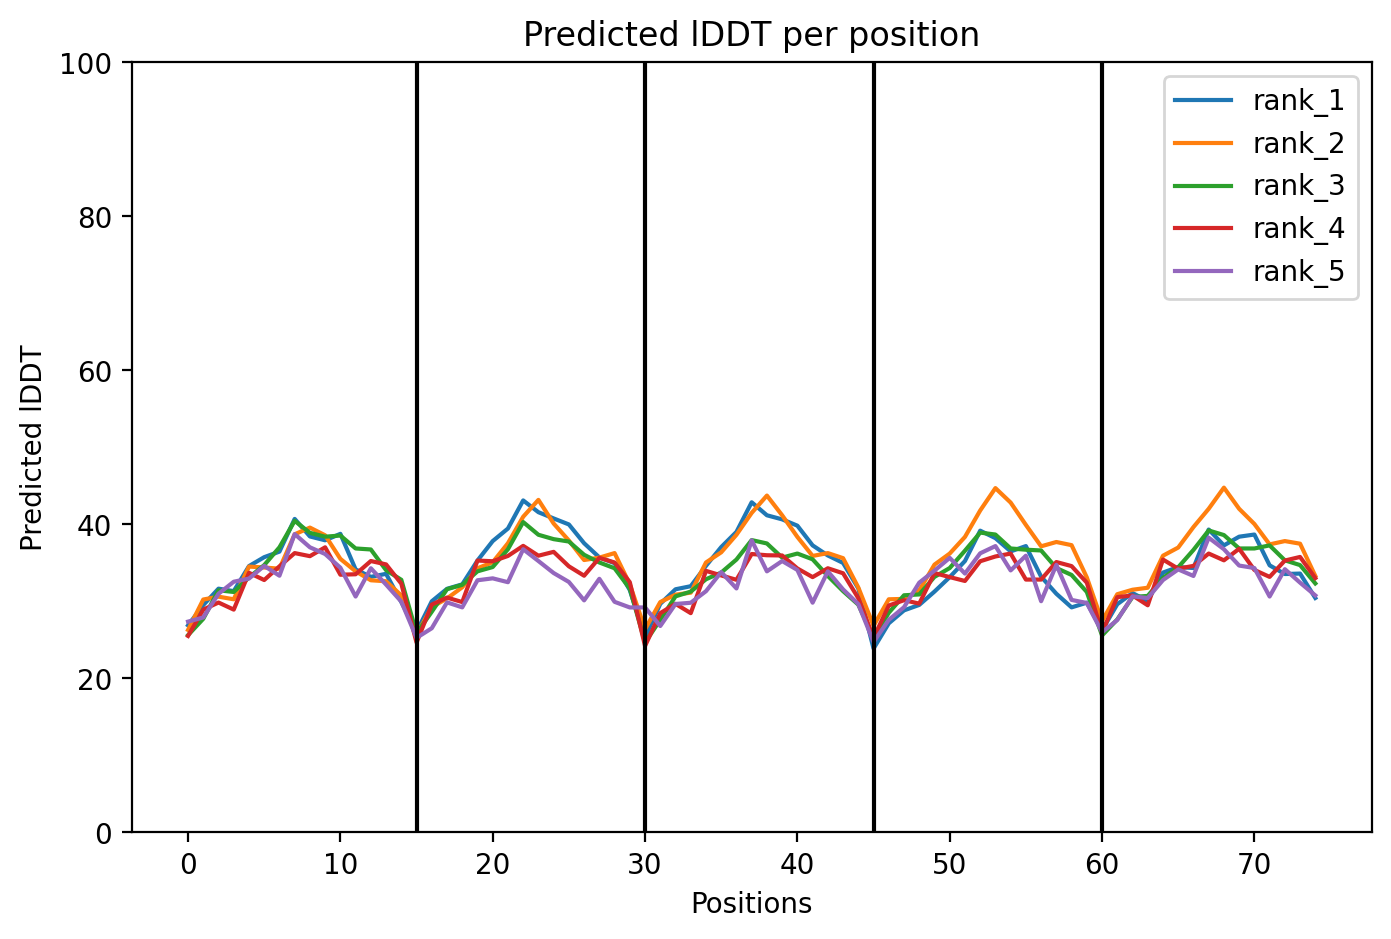 Predicted lDDT per position
100
80
60
40
20
0
Predicted lDDT
rank_1
rank_2
rank_3
rank_4
rank_5
0 10 20 30 40 50 60 70
Positions